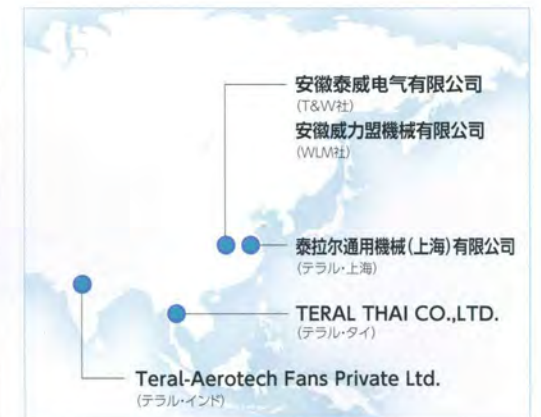 安徽泰威电气有限公司
(T&W社)
安徽威力盟機械有限公司
(WLM社)
泰拉尔通用機械(上海)有限公司
(テラル・上海)
TERAL THAI CO.,LTD.
(テラル・タイ)
Teral-Aerotech Fans Private Ltd.
(テラル・インド)